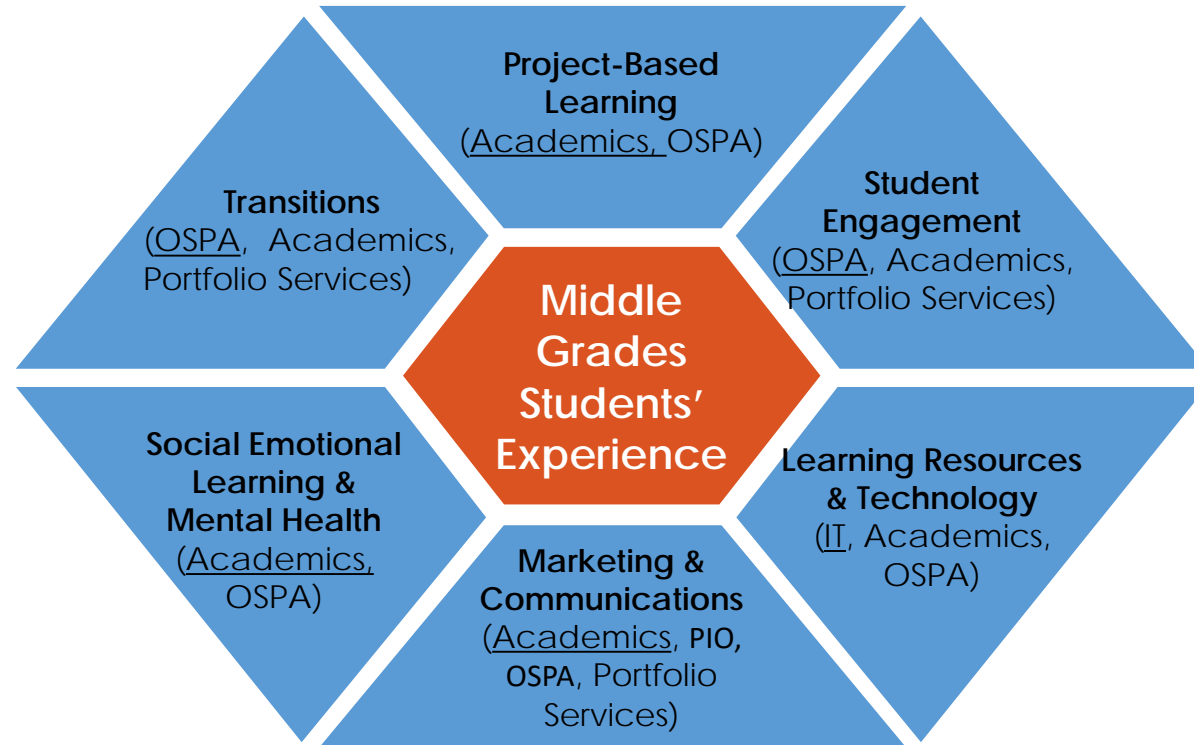 Project-Based
Learning
(Academics, OSPA)
Student
Engagement
(OSPA, Academics,
Portfolio Services)
Learning Resources
& Technology
(IT, Academics,
OSPA)
Marketing &
Communications
(Academics, PIO,
OSPA, Portfolio
Services)
Social Emotional
Learning &
Mental Health
(Academics,
OSPA)
Transitions
(OSPA, Academics,
Portfolio Services)
Middle
Grades
Students’
Experience